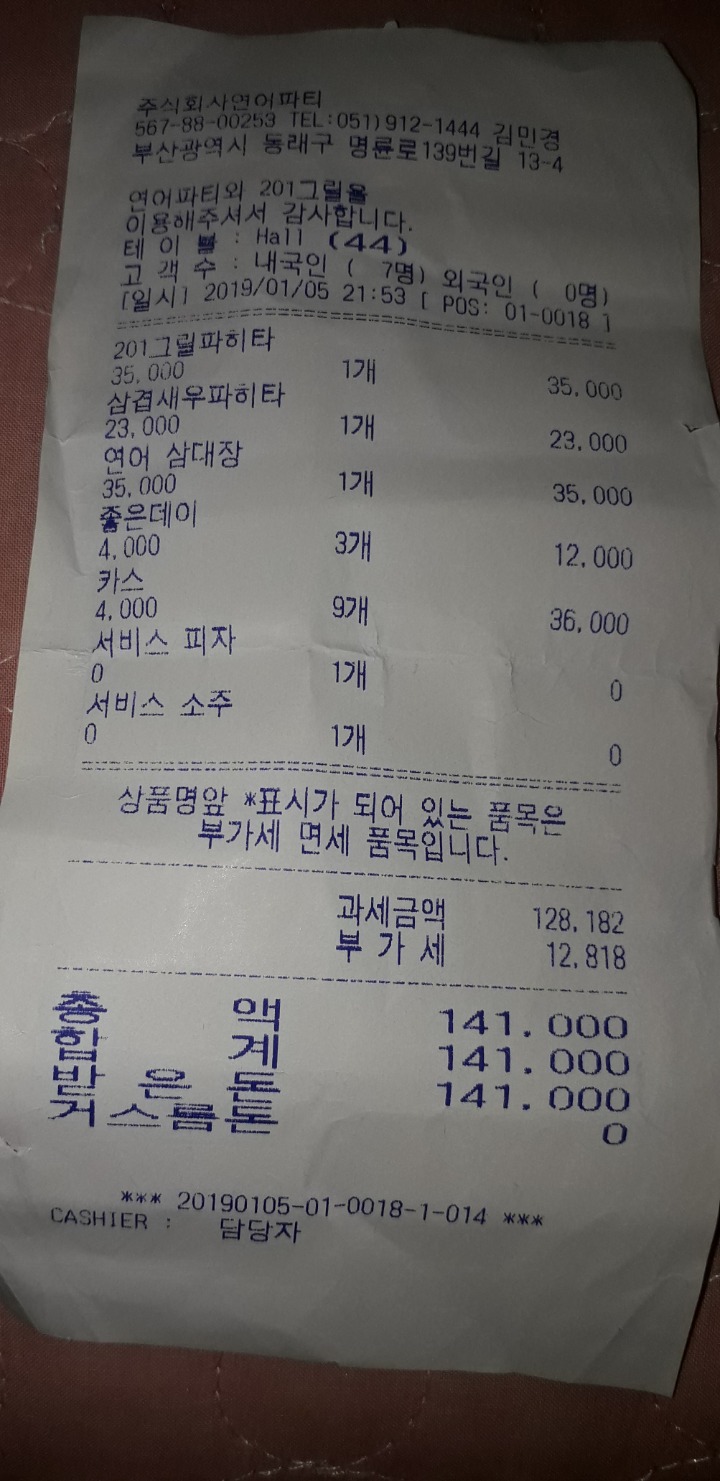 주식회사연어파티
567-88-00253 TEL:051)912-1444 김민경
부산광역시 동래구 명륜로139번길 13-4
연어파티와 201그릴을
이용해주셔서 감사합니다.
테 이 블 : Hall (44)
고 객 수 : 내국인 ( 7명) 외국인 ( 0명)
[일시] 2019/01/05 21:53 [ POS: 01-0018 ]
201그릴파히타
35,000 1개 35,000
삼겹새우파히타
23,000 1개 23,000
연어 삼대장
35,000 1개 35,000
좋은데이
4,000 3개 12,000
카스
4,000 9개 36,000
서비스 피자
0 1개 0
서비스 소주
0 1개 0
상품명앞 *표시가 되어 있는 품목은
부가세 면세 품목입니다.
과세금액 128,182
부 가 세 12,818
총 액 141.000
합 계 141.000
받 은 돈 141.000
거스름돈 0
*** 20190105-01-0018-1-014 ***
CASHIER : 담당자